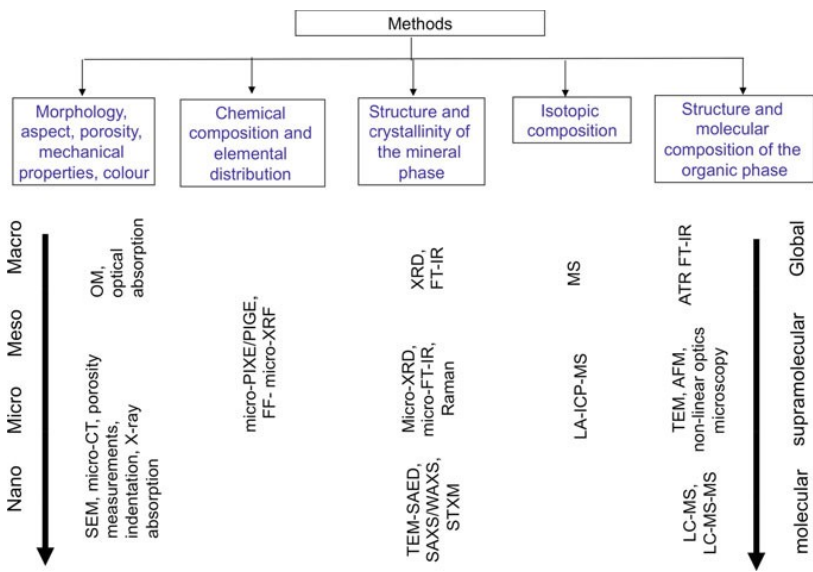 Methods
Morphology,
aspect, porosity,
mechanical
properties, colour
Chemical
composition and
elemental
distribution
Structure and
crystallinity of
the mineral
phase
Isotopic
composition
Structure and
molecular
composition of the
organic phase
Macro
Meso
Micro
Nano
OM,
optical
absorption
SEM, micro-CT, porosity
measurements,
indentation, X-ray
absorption
micro-PIXE/PIGE,
FF- micro-XRF
XRD,
FT-IR
Micro-XRD,
micro-FT-IR,
Raman
TEM-SAED,
SAXS/WAXS,
STXM
MS
LA-ICP-MS
ATR FT-IR
TEM, AFM,
non-linear optics
microscopy
LC-MS,
LC-MS-MS
Global
supramolecular
molecular